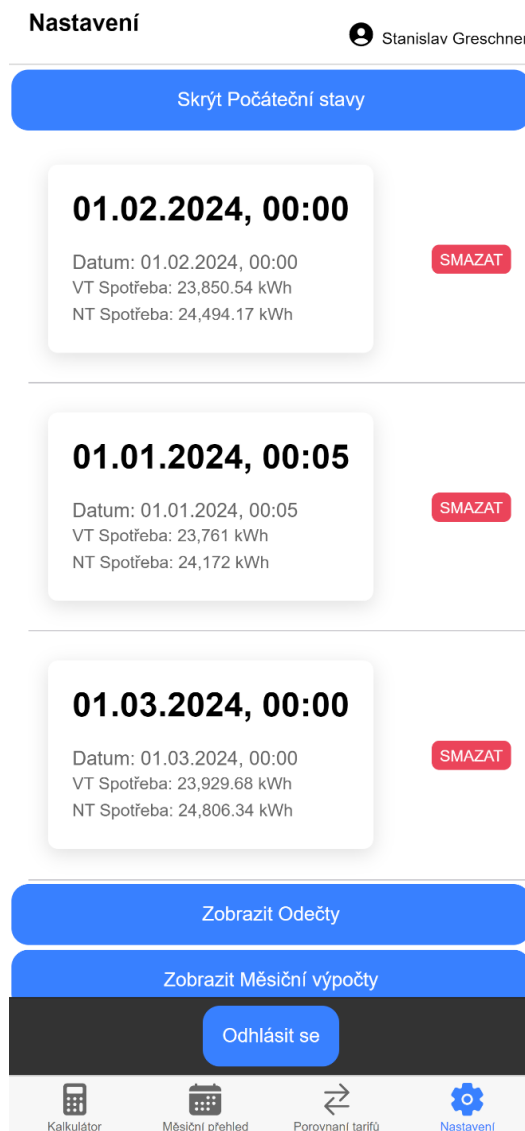 Nastavení
Stanislav Greschner
Skrýt Počáteční stavy
01.02.2024, 00:00
Datum: 01.02.2024, 00:00
VT Spotřeba: 23,850.54 kWh
NT Spotřeba: 24,494.17 kWh
SMAZAT
01.01.2024, 00:05
Datum: 01.01.2024, 00:05
VT Spotřeba: 23,761 kWh
NT Spotřeba: 24,172 kWh
SMAZAT
01.03.2024, 00:00
Datum: 01.03.2024, 00:00
VT Spotřeba: 23,929.68 kWh
NT Spotřeba: 24,806.34 kWh
SMAZAT
Zobrazit Odečty
Zobrazit Měsíční výpočty
Odhlásit se
Kalkulátor
Měsíční přehled
Porovnaní tarifů
Nastavení